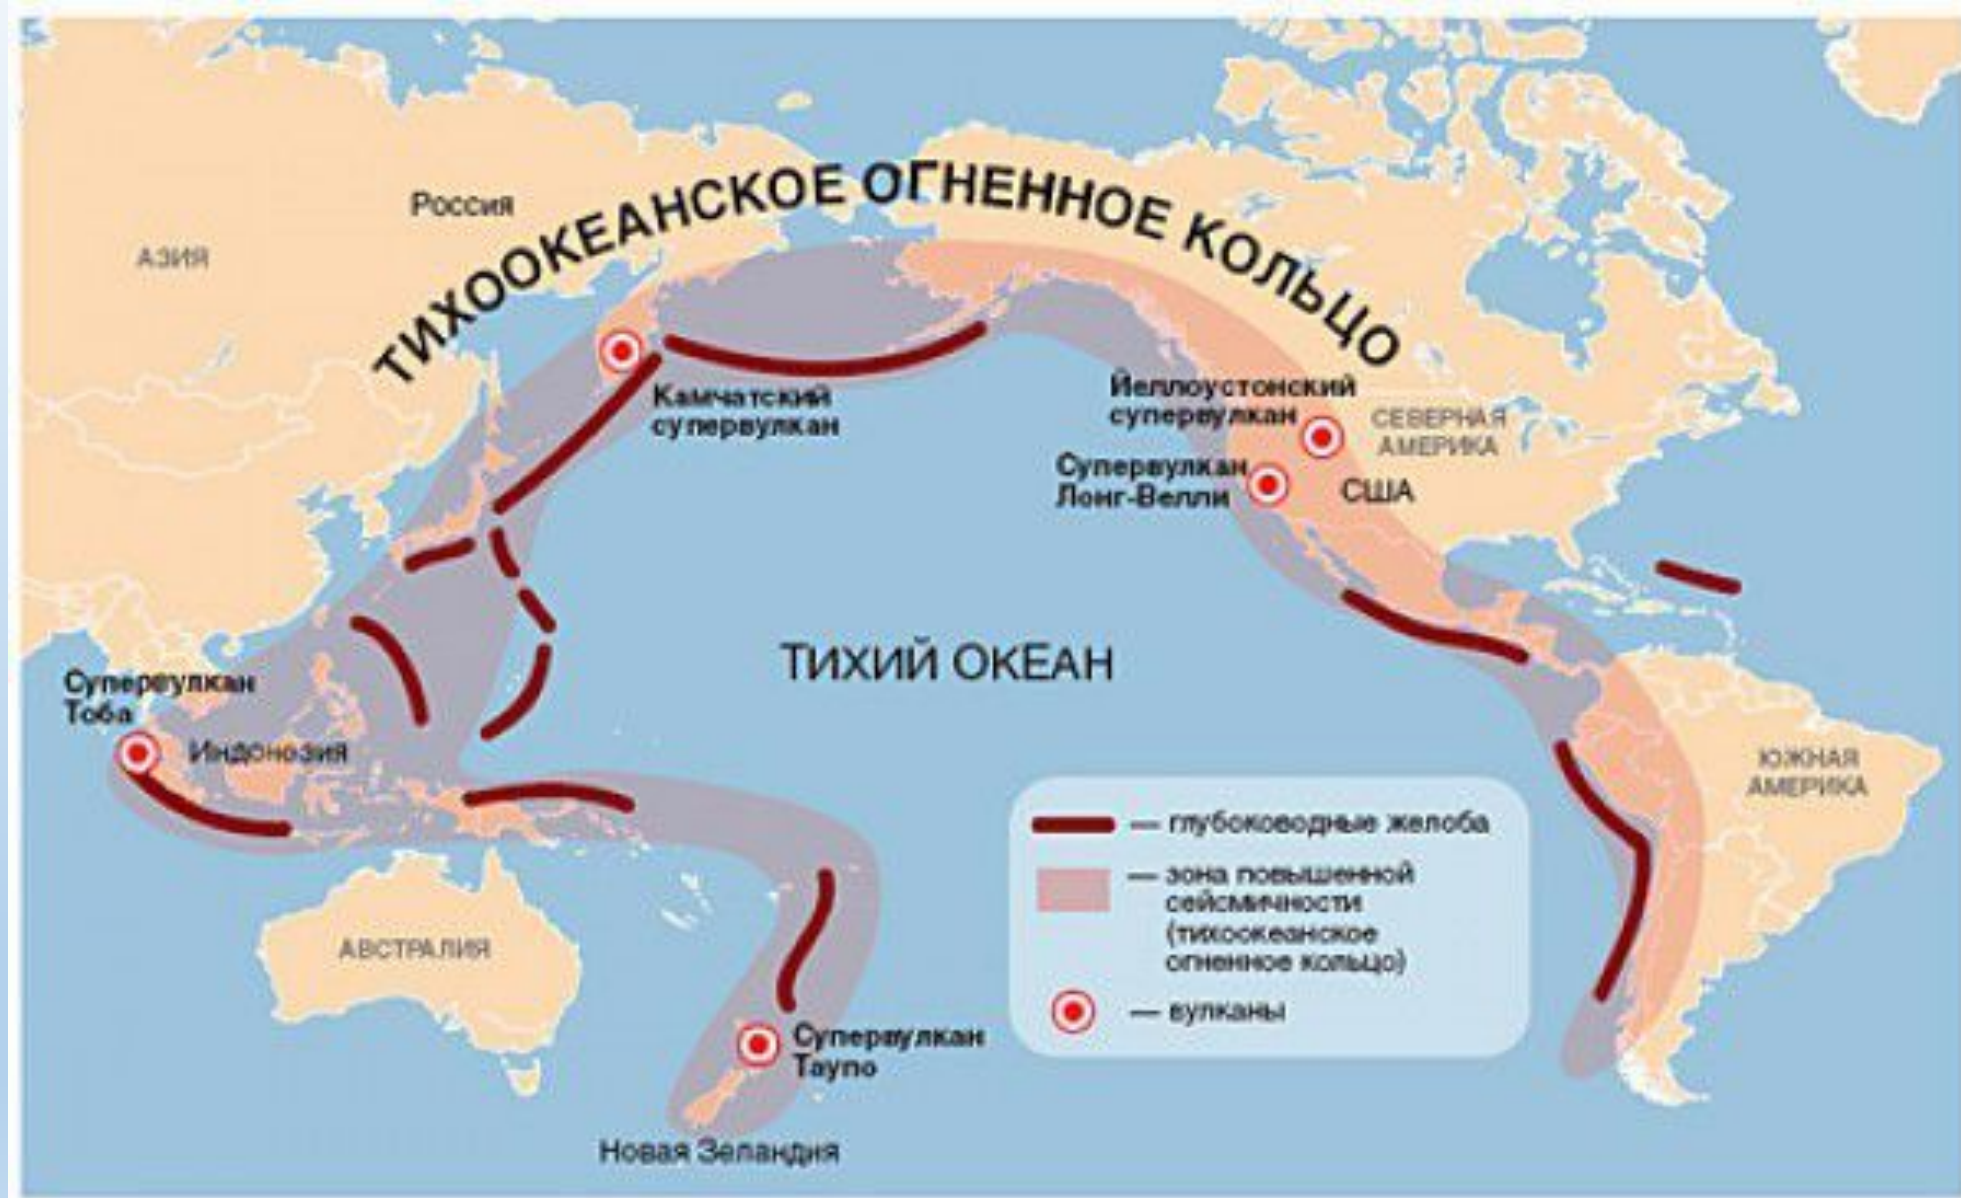 ТИХООКЕАНСКОЕ ОГНЕННОЕ КОЛЬЦО
Россия
АЗИЯ
Камчатский
супервулкан
Йеллоустонский
супервулкан
СЕВЕРНАЯ
АМЕРИКА
Супервулкан
Лонг-Велли
США
ТИХИЙ ОКЕАН
Супервулкан
Тоба
Индонозия
ЮЖНАЯ
АМЕРИКА
— глубоководные желоба
— зона повышенной
сейсмичности
(тихоокеанское
огненное кольцо)
— вулканы
АВСТРАЛИЯ
Супервулкан
Таупо
Новая Зеландия